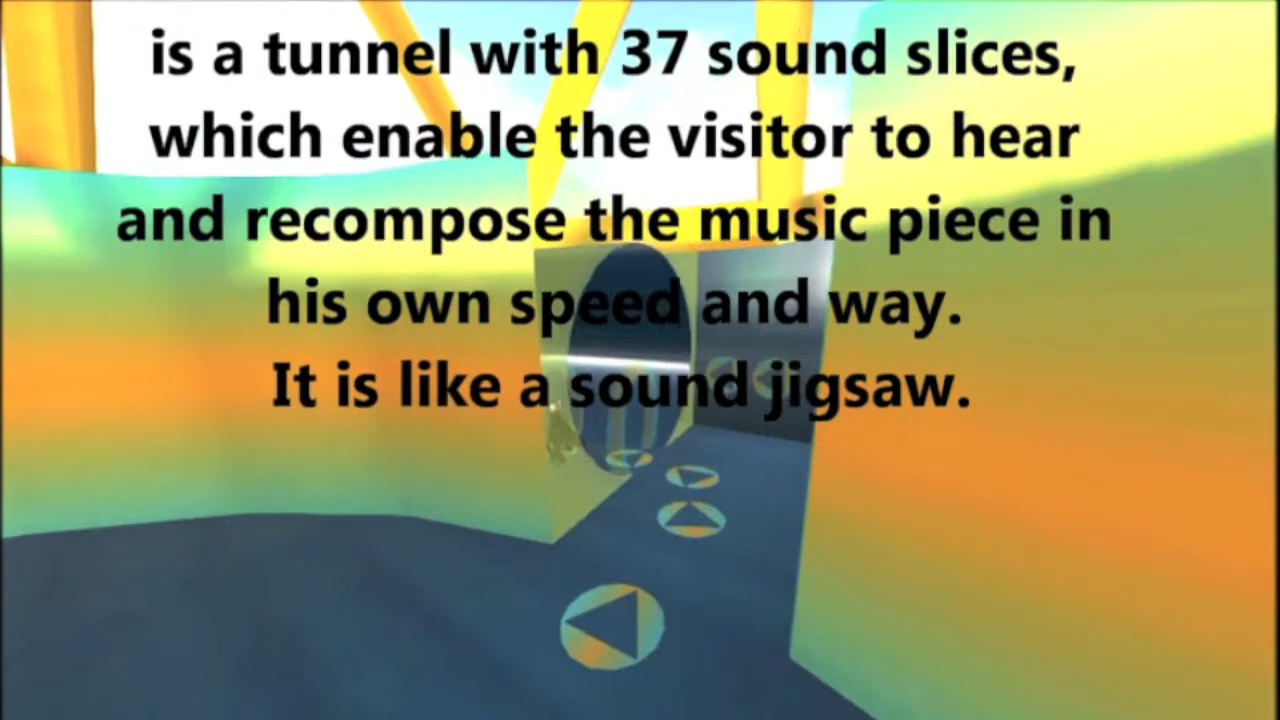 is a tunnel with 37 sound slices,
which enable the visitor to hear
and recompose the music piece in
his own speed and way.
It is like a sound jigsaw.